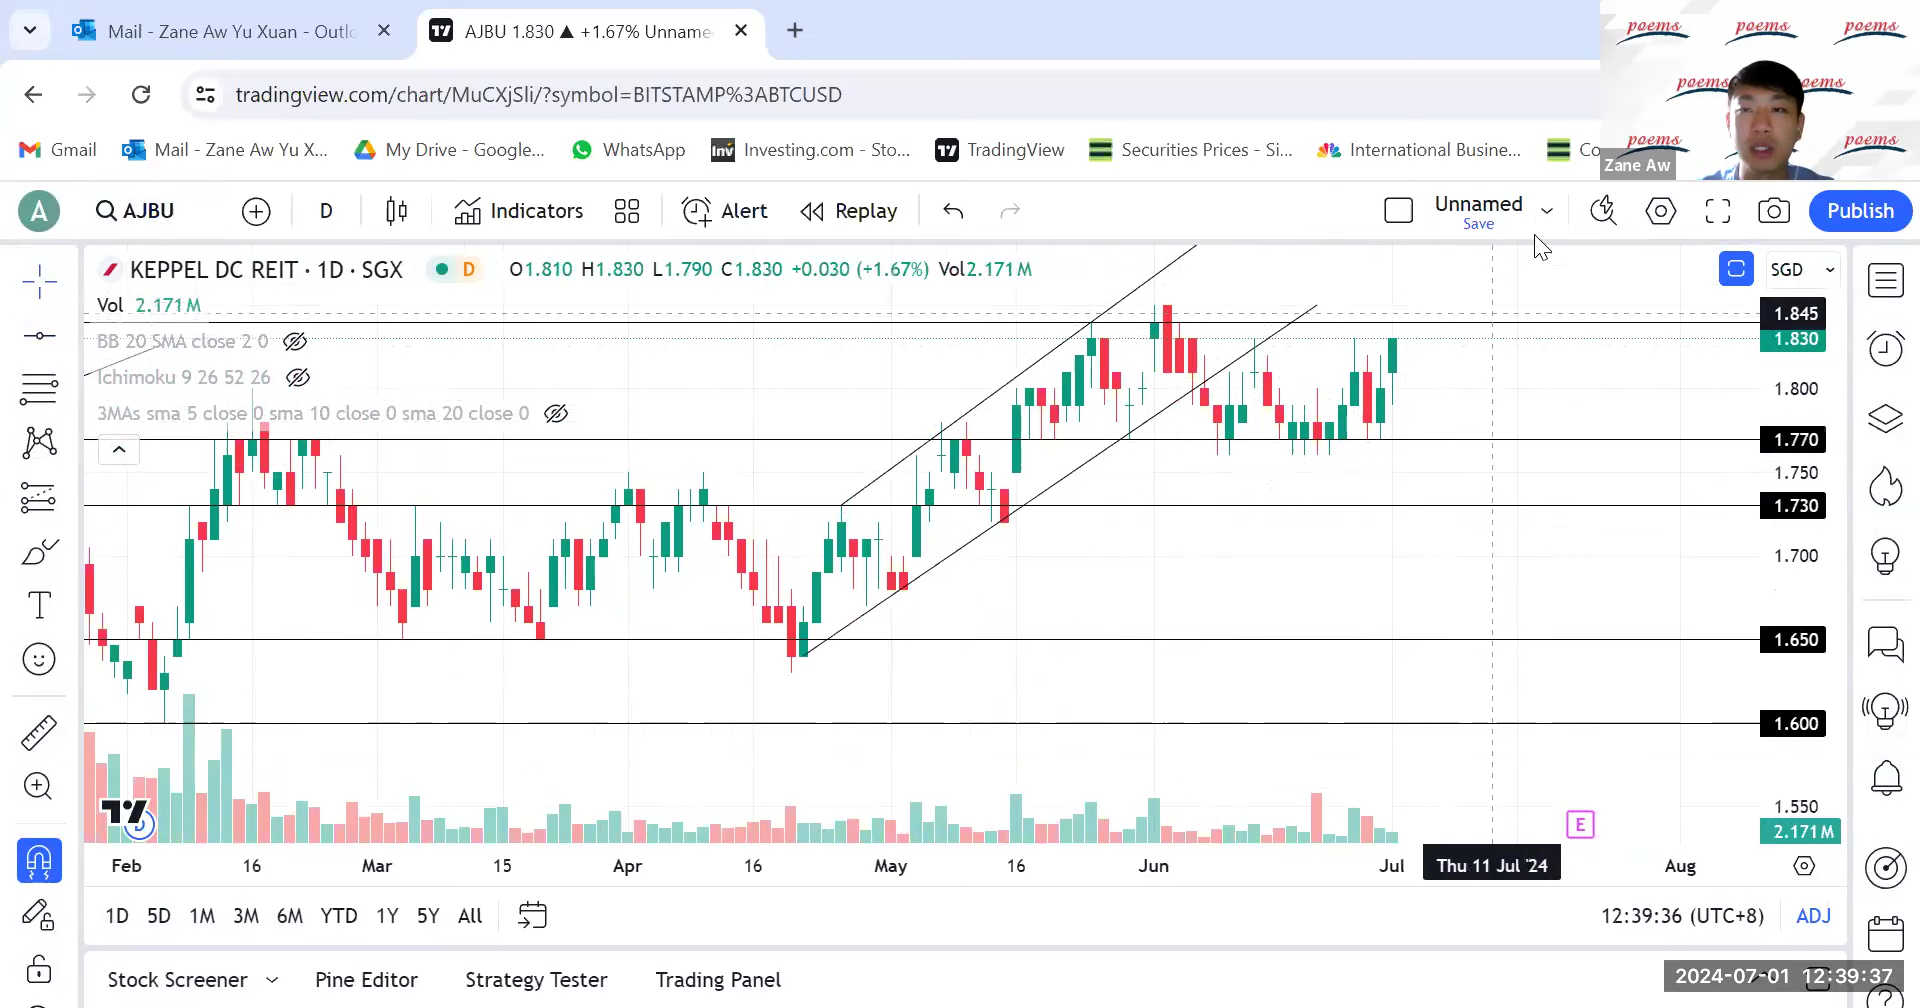 Mail - Zane Aw Yu Xuan - Outlo
AJBU 1.830 ▲ +1.67% Unname
tradingview.com/chart/MuCXjSli/?symbol=BITSTAMP%3ABTCUSD
Gmail
Mail - Zane Aw Yu X...
My Drive - Google...
WhatsApp
Inv
Investing.com - Sto...
TradingView
Securities Prices - Si...
International Busine...
Co
poems poems poems
poems poems
poems poems
Zane Aw
A
AJBU
D
Indicators
Alert
Replay
Unnamed
Save
Publish
KEPPEL DC REIT · 1D · SGX
D
O1.810 H1.830 L1.790 C1.830 +0.030 (+1.67%) Vol2.171 M
SGD
Vol 2.171 M
BB 20 SMA close 2 0
Ichimoku 9 26 52 26
3MAs sma 5 close 0 sma 10 close 0 sma 20 close 0
1.845
1.830
1.800
1.770
1.750
1.730
1.700
1.650
1.600
1.550
2.171 M
E
D
Feb 16 Mar 15 Apr 16 May 16 Jun Jul Thu 11 Jul '24 Aug
1D 5D 1M 3M 6M YTD 1Y 5Y All
12:39:36 (UTC+8)
ADJ
Stock Screener
Pine Editor
Strategy Tester
Trading Panel
2024-07-01 12:39:37